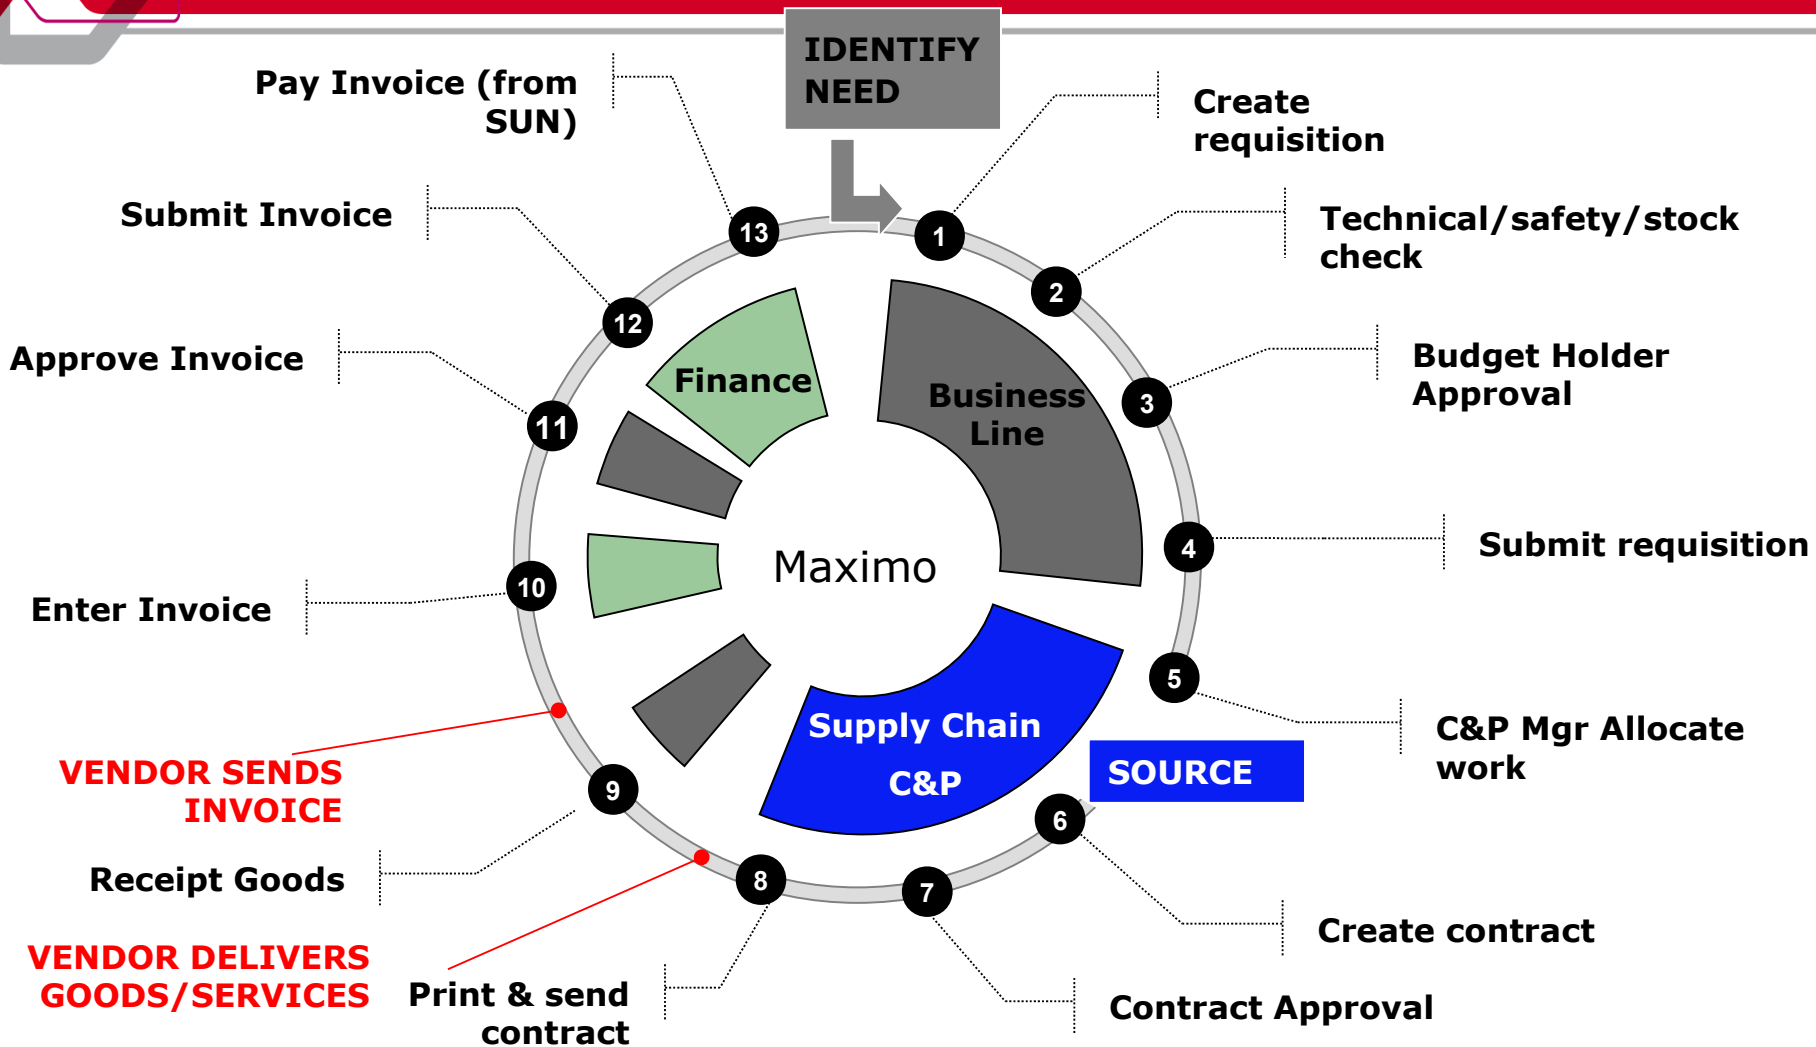 IDENTIFY
NEED
1
Create
requisition
2
Technical/safety/stock
check
3
Budget Holder
Approval
4
Submit requisition
5
C&P Mgr Allocate
work
SOURCE
6
Create contract
7
Contract Approval
8
Print & send
contract
VENDOR DELIVERS
GOODS/SERVICES
9
Receipt Goods
VENDOR SENDS
INVOICE
10
Enter Invoice
11
Approve Invoice
12
Submit Invoice
13
Pay Invoice (from
SUN)
Finance
Business
Line
Maximo
Supply Chain
C&P